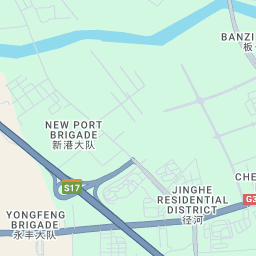 BANZI
板
NEW PORT
BRIGADE
新港大队
S17
JINGHE
RESIDENTIAL
DISTRICT
径河
CHE
G3
YONGFENG
BRIGADE
永丰大队